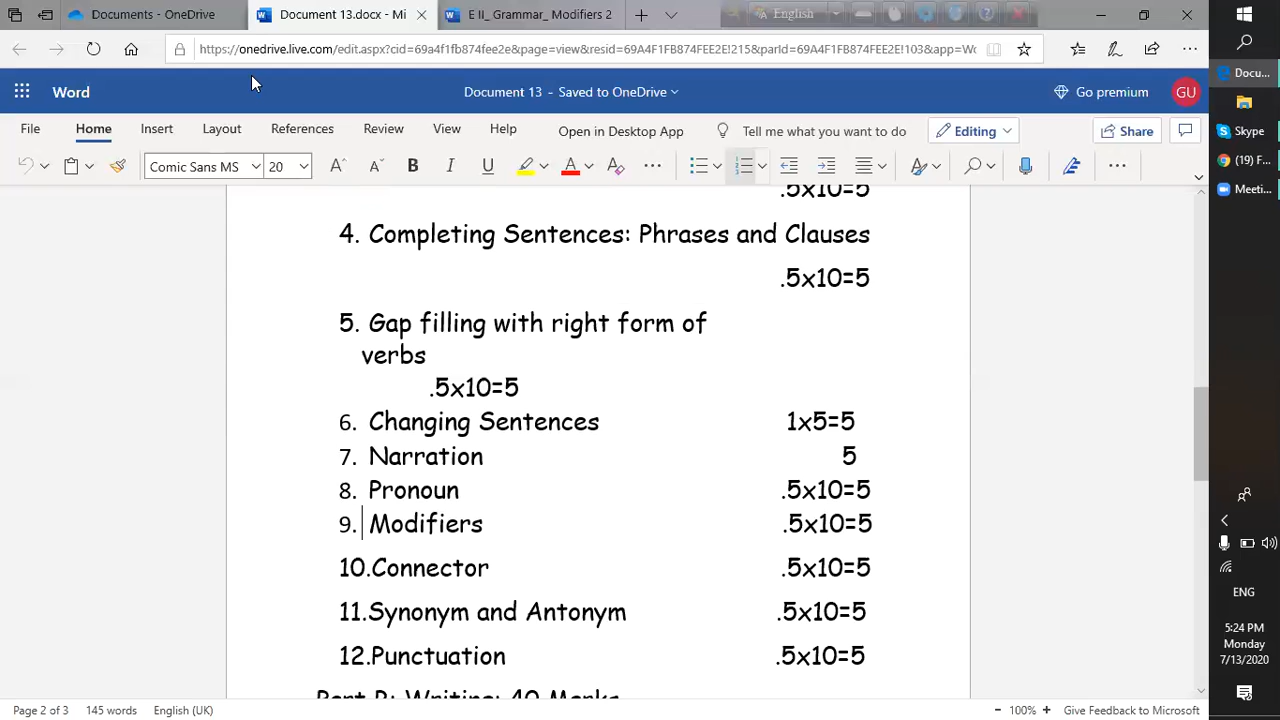 Documents - OneDrive
Document 13.docx - Mi
E II_ Grammar_ Modifiers 2
English
Docu...
https://onedrive.live.com/edit.aspx?cid=69a4f1fb874fee2e&page=view&resid=69A4F1FB874FEE2E!215&parId=69A4F1FB874FEE2E!103&app=Wo
Word
Document 13 - Saved to OneDrive
Go premium
GU
File Home Insert Layout References Review View Help Open in Desktop App Tell me what you want to do Editing Share
Comic Sans MS 20
.5x10=5
4. Completing Sentences: Phrases and Clauses
.5x10=5
5. Gap filling with right form of
verbs
.5x10=5
6. Changing Sentences 1x5=5
7. Narration 5
8. Pronoun .5x10=5
9. Modifiers .5x10=5
10.Connector .5x10=5
11.Synonym and Antonym .5x10=5
12.Punctuation .5x10=5
Part B: Writing: 40 Marks
Page 2 of 3 145 words English (UK) 100% Give Feedback to Microsoft
Skype
(19) F...
Meeti...
ENG
5:24 PM
Monday
7/13/2020